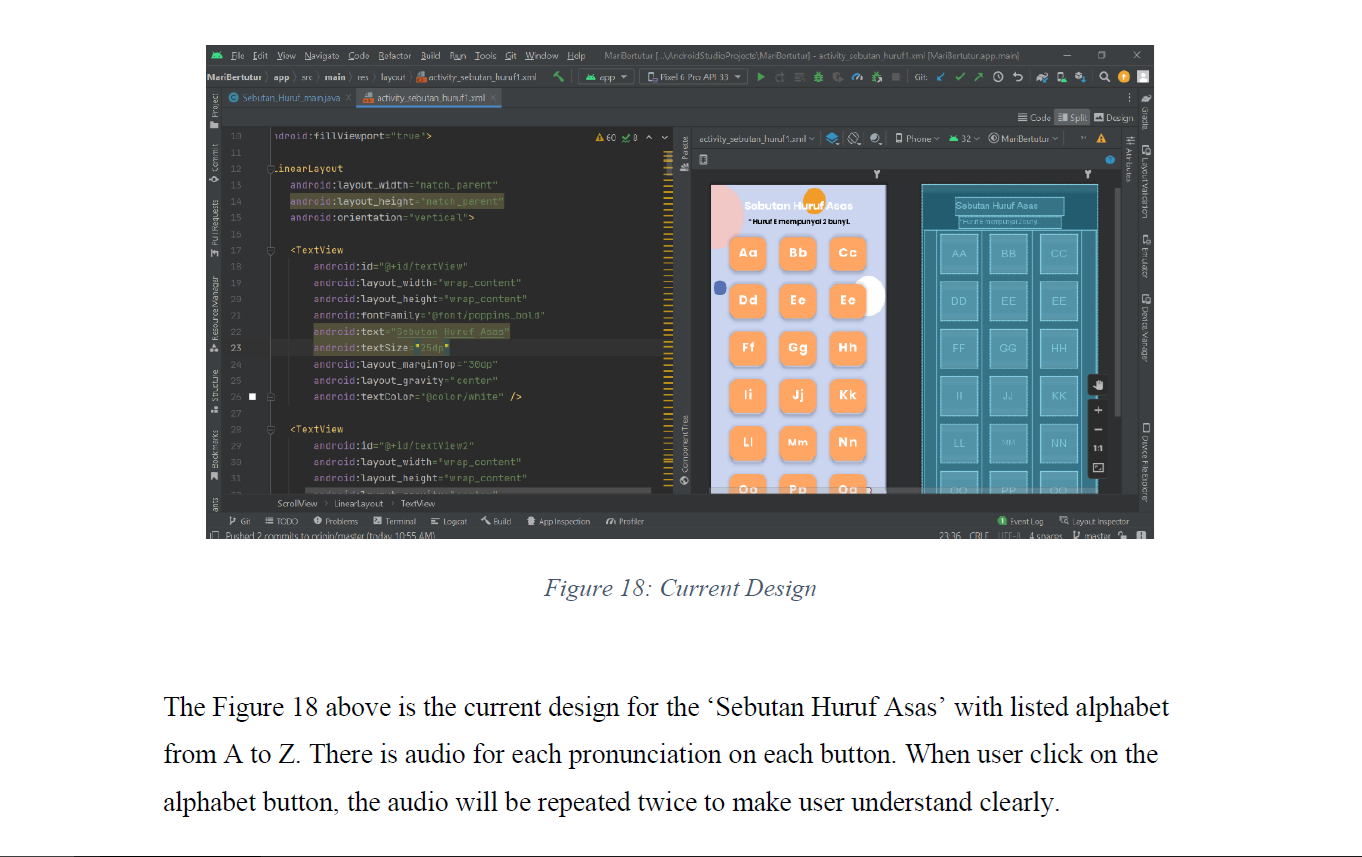 File Edit View Navigate Code Refactor Build Run Tools Git Window Help MariBertutur [...\AndroidStudioProjects\MariBertutur] - activity_sebutan_huruf1.xml [MariBertutur.app.main]
MariBertutur app src main res layout activity_sebutan_huruf1.xml app Pixel 6 Pro API 33 Git:
Sebutan_Huruf_main.java activity_sebutan_huruf1.xml
Code Split Design
10 android:fillViewport="true">
60 8
11
12 LinearLayout
13 android:layout_width="match_parent"
14 android:layout_height="match_parent"
15 android:orientation="vertical">
16
17 <TextView
18 android:id="@+id/textView"
19 android:layout_width="wrap_content"
20 android:layout_height="wrap_content"
21 android:fontFamily="@font/poppins_bold"
22 android:text="Sebutan Huruf Asas"
23 android:textSize="25dp"
24 android:layout_marginTop="30dp"
25 android:layout_gravity="center"
26 android:textColor="@color/white" />
27
28 <TextView
29 android:id="@+id/textView2"
30 android:layout_width="wrap_content"
31 android:layout_height="wrap_content"
ScrollView LinearLayout TextView
Project
Commit
Pull Requests
Resource Manager
Structure
Bookmarks
Palette
Component Tree
activity_sebutan_huruf1.xml Phone 32 MariBertutur
Sebutan Huruf Asas
* Huruf E mempunyai 2 bunyi.
Aa Bb Cc
Dd Ee Ee
Ff Gg Hh
Ii Jj Kk
Ll Mm Nn
Oo Pp Qq
Sebutan Huruf Asas
* Huruf E mempunyai 2 bunyi.
AA BB CC
DD EE EE
FF GG HH
II JJ KK
LL MM NN
OO PP QQ
1:1
Attributes
Gradle
Layout Validation
Emulator
Device Manager
Device File Explorer
Git TODO Problems Terminal Logcat Build App Inspection Profiler 1 Event Log Layout Inspector
Pushed 2 commits to origin/master (today 10:55 AM) 23:36 CRLF UTF-8 4 spaces master
Figure 18: Current Design
The Figure 18 above is the current design for the ‘Sebutan Huruf Asas’ with listed alphabet
from A to Z. There is audio for each pronunciation on each button. When user click on the
alphabet button, the audio will be repeated twice to make user understand clearly.